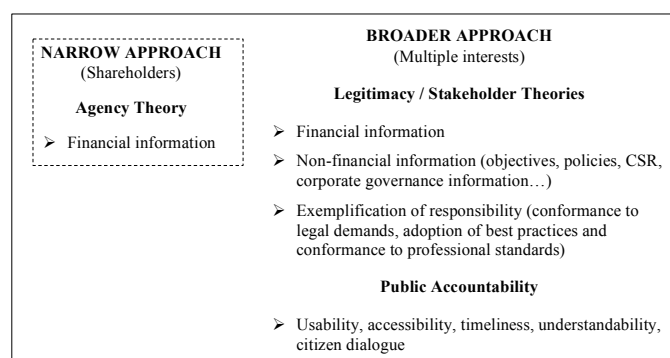 NARROW APPROACH
(Shareholders)
Agency Theory
➢ Financial information
BROADER APPROACH
(Multiple interests)
Legitimacy / Stakeholder Theories
➢ Financial information
➢ Non-financial information (objectives, policies, CSR,
corporate governance information…)
➢ Exemplification of responsibility (conformance to
legal demands, adoption of best practices and
conformance to professional standards)
Public Accountability
➢ Usability, accessibility, timeliness, understandability,
citizen dialogue